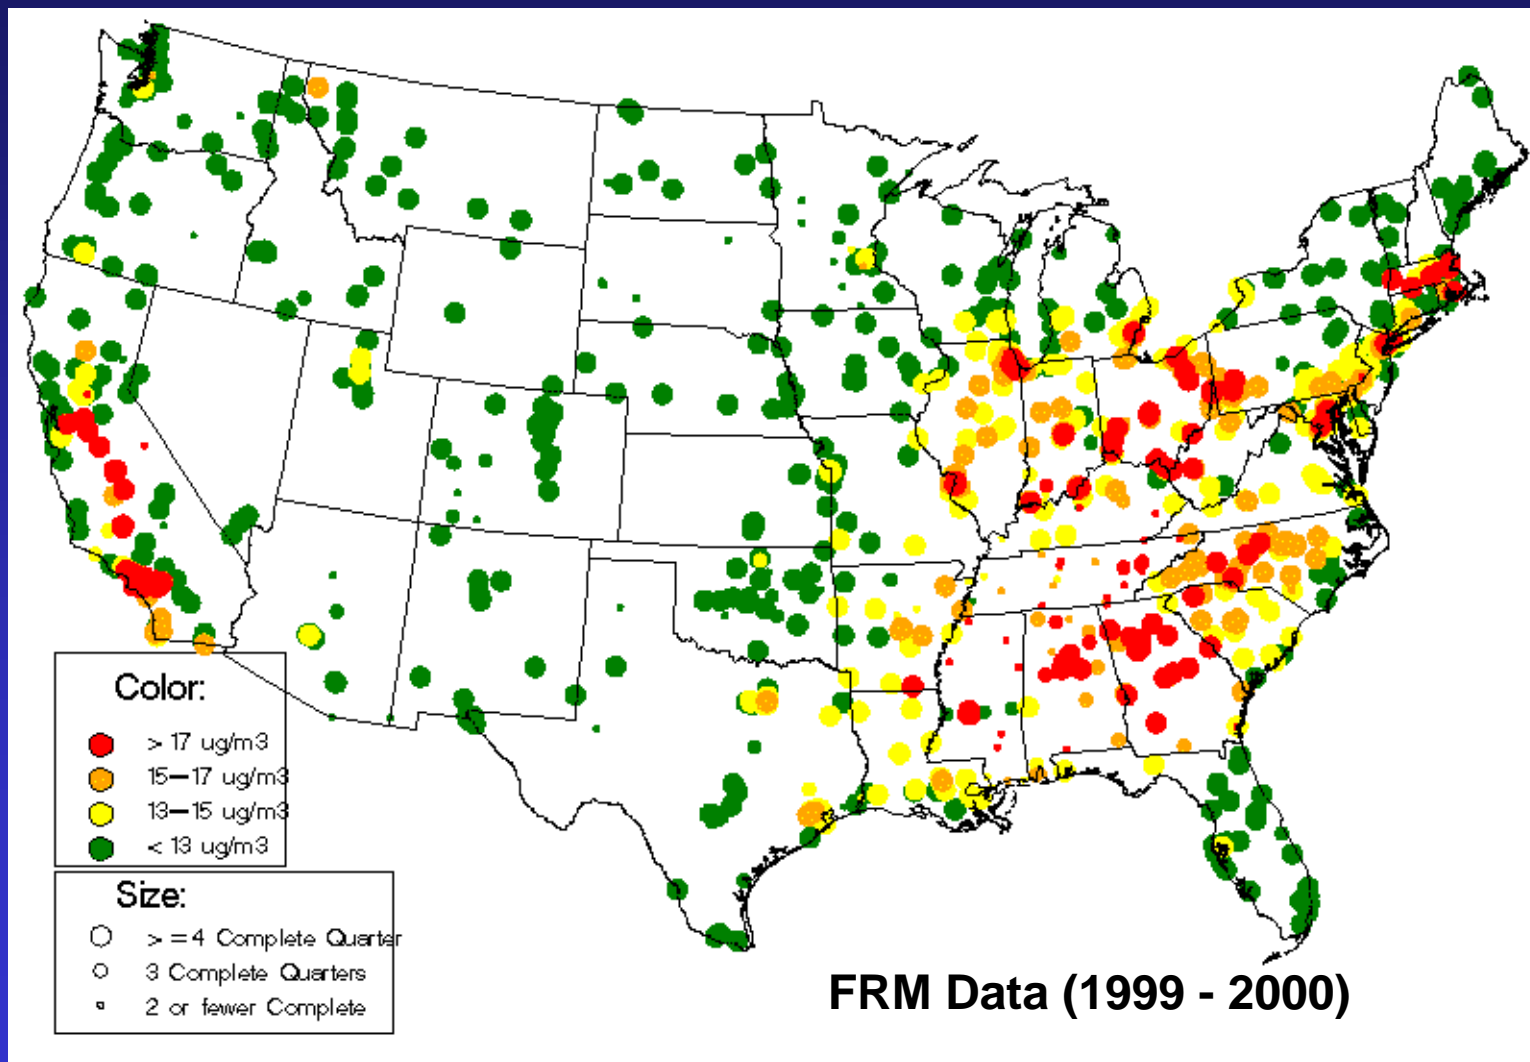 Color:
> 17 ug/m3
15-17 ug/m3
13-15 ug/m3
< 13 ug/m3
Size:
> = 4 Complete Quarter
3 Complete Quarters
2 or fewer Complete
FRM Data (1999 - 2000)